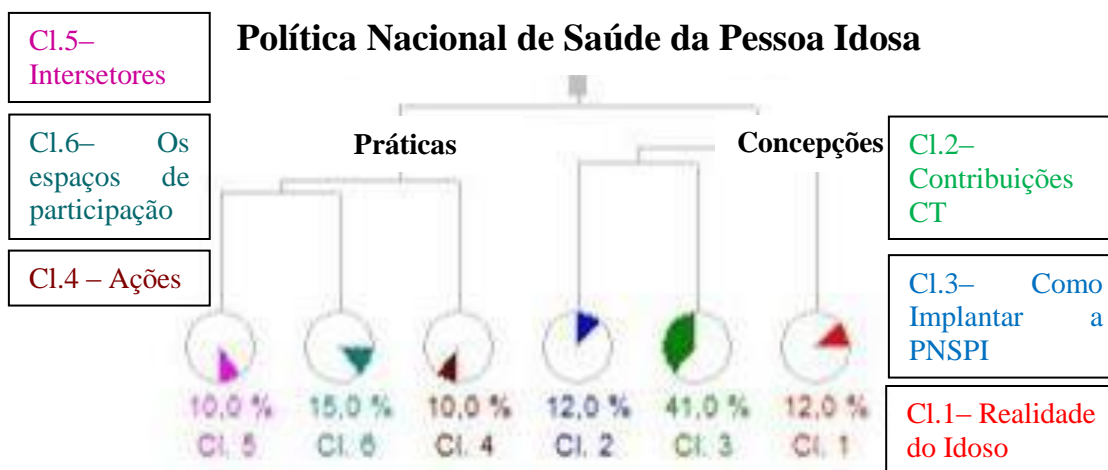 Política Nacional de Saúde da Pessoa Idosa
Cl.5–
Intersetores
Cl.6– Os
espaços de
participação
Cl.4 – Ações
Práticas
Concepções
Cl.2–
Contribuições
CT
Cl.3– Como
Implantar a
PNSPI
Cl.1– Realidade
do Idoso
10,0 % 15,0 % 10,0 % 12,0 % 41,0 % 12,0 %
Cl. 5 Cl. 6 Cl. 4 Cl. 2 Cl. 3 Cl. 1